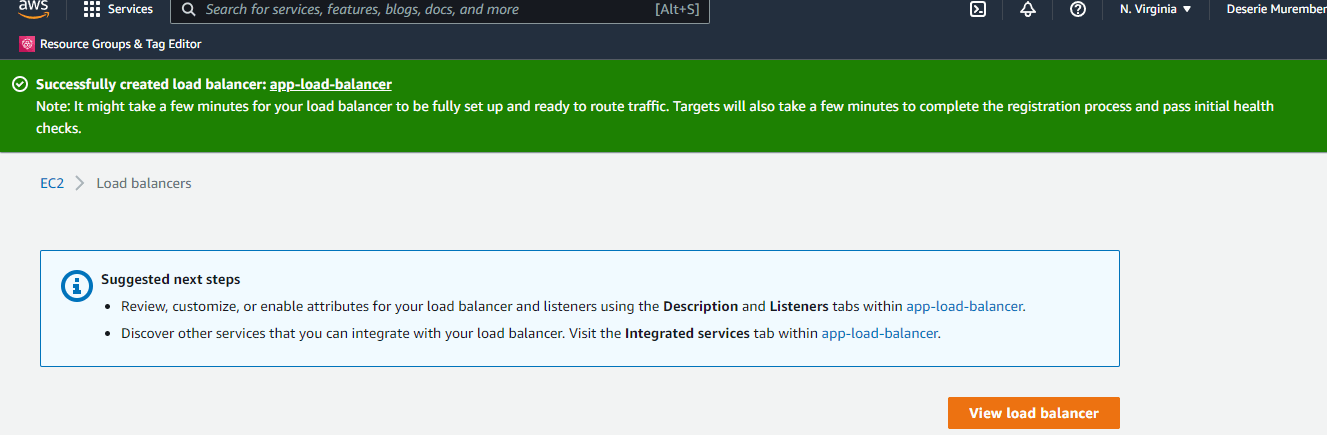 aws
Services
Search for services, features, blogs, docs, and more
[Alt+S]
N. Virginia
Deserie Murember
Resource Groups & Tag Editor
Successfully created load balancer: app-load-balancer
Note: It might take a few minutes for your load balancer to be fully set up and ready to route traffic. Targets will also take a few minutes to complete the registration process and pass initial health
checks.
EC2 > Load balancers
Suggested next steps
• Review, customize, or enable attributes for your load balancer and listeners using the Description and Listeners tabs within app-load-balancer.
• Discover other services that you can integrate with your load balancer. Visit the Integrated services tab within app-load-balancer.
View load balancer